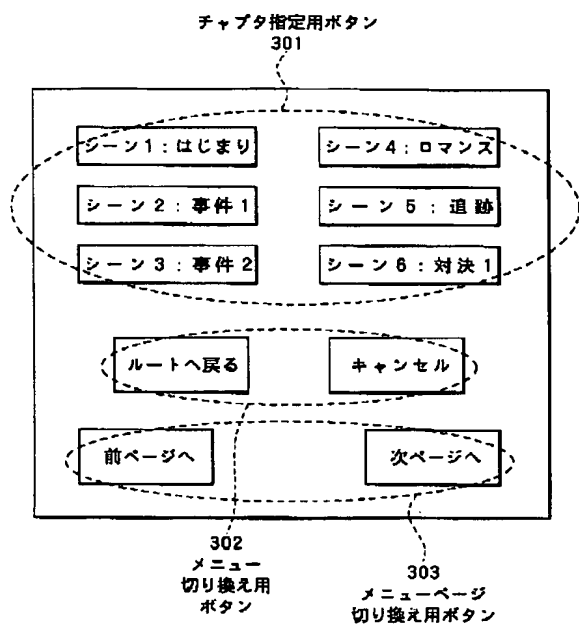 チャプタ指定用ボタン
301
シーン1:はじまり
シーン4:ロマンス
シーン2:事件1
シーン5:追跡
シーン3:事件2
シーン6:対決1
ルートへ戻る
キャンセル
前ページへ
次ページへ
302
メニュー
切り換え用
ボタン
303
メニューページ
切り換え用ボタン